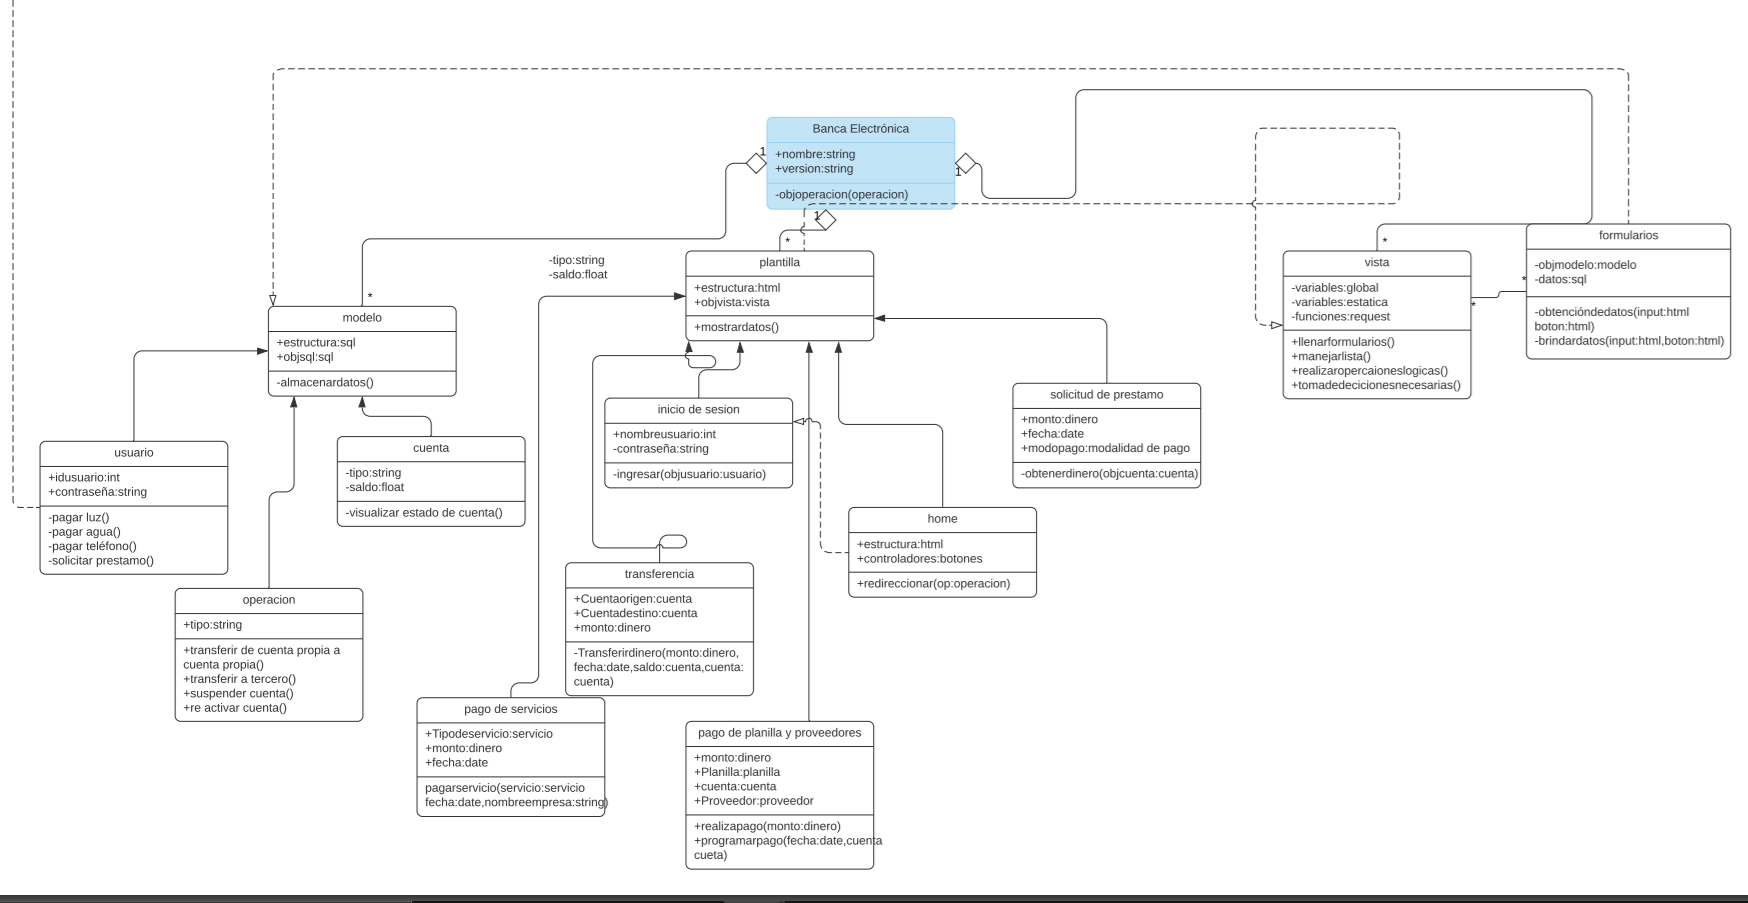 Banca Electrónica
+nombre:string
+version:string
-objoperacion(operacion)
1
1
1
*
*
*
*
*
-tipo:string
-saldo:float
plantilla
+estructura:html
+objvista:vista
+mostrardatos()
vista
-variables:global
-variables:estatica
-funciones:request
+llenarformularios()
+manejarlista()
+realizaropercaioneslogicas()
+tomadedecicionesnecesarias()
formularios
-objmodelo:modelo
-datos:sql
-obtencióndedatos(input:html
boton:html)
-brindardatos(input:html,boton:html)
modelo
+estructura:sql
+objsql:sql
-almacenardatos()
usuario
+idusuario:int
+contraseña:string
-pagar luz()
-pagar agua()
-pagar teléfono()
-solicitar prestamo()
cuenta
-tipo:string
-saldo:float
-visualizar estado de cuenta()
inicio de sesion
+nombreusuario:int
-contraseña:string
-ingresar(objusuario:usuario)
solicitud de prestamo
+monto:dinero
+fecha:date
+modopago:modalidad de pago
-obtenerdinero(objcuenta:cuenta)
home
+estructura:html
+controladores:botones
+redireccionar(op:operacion)
operacion
+tipo:string
+transferir de cuenta propia a
cuenta propia()
+transferir a tercero()
+suspender cuenta()
+re activar cuenta()
transferencia
+Cuentaorigen:cuenta
+Cuentadestino:cuenta
+monto:dinero
-Transferirdinero(monto:dinero,
fecha:date,saldo:cuenta,cuenta:
cuenta)
pago de servicios
+Tipodeservicio:servicio
+monto:dinero
+fecha:date
pagarservicio(servicio:servicio
fecha:date,nombreempresa:string)
pago de planilla y proveedores
+monto:dinero
+Planilla:planilla
+cuenta:cuenta
+Proveedor:proveedor
+realizapago(monto:dinero)
+programarpago(fecha:date,cuenta
cueta)